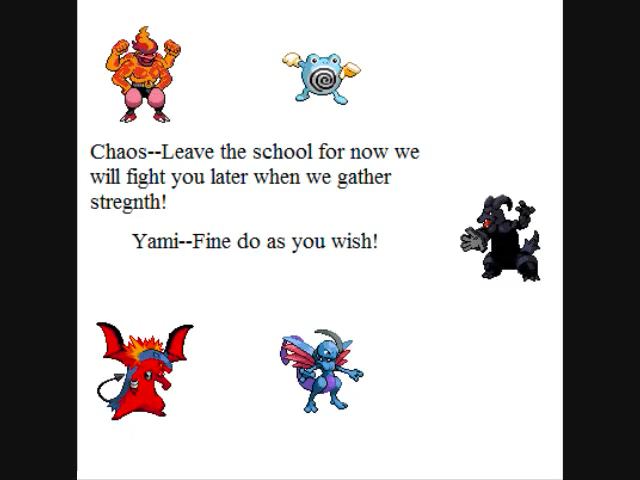 Chaos--Leave the school for now we
will fight you later when we gather
stregnth!
Yami--Fine do as you wish!